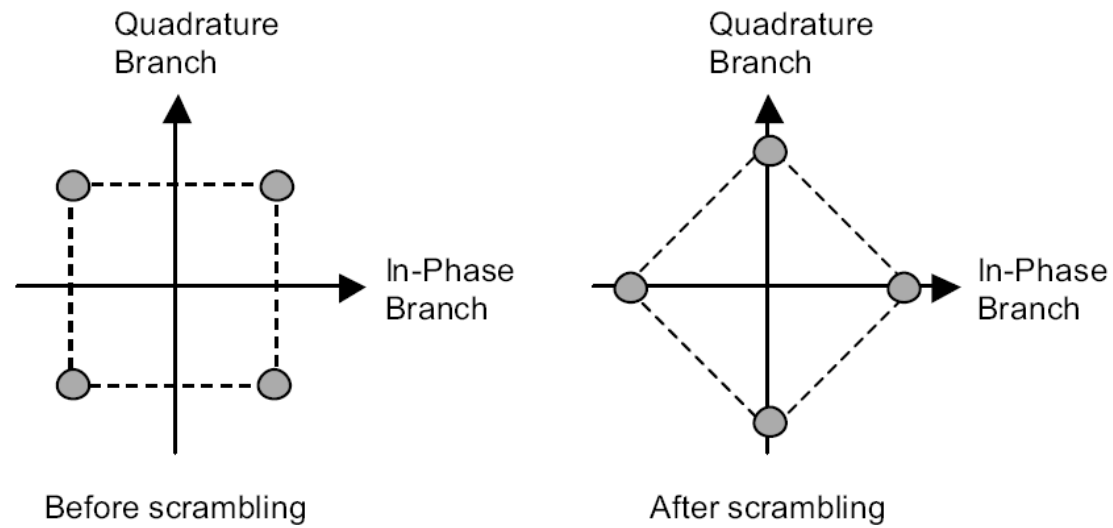 Quadrature
Branch
In-Phase
Branch
Before scrambling
Quadrature
Branch
In-Phase
Branch
After scrambling